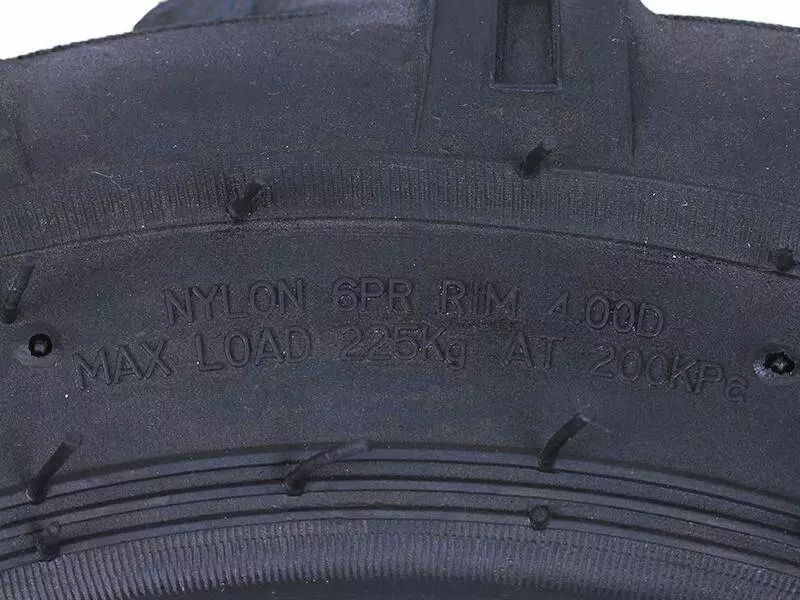 NYLON 6PR RIM 4.00D
MAX LOAD 225Kg AT 200KPa